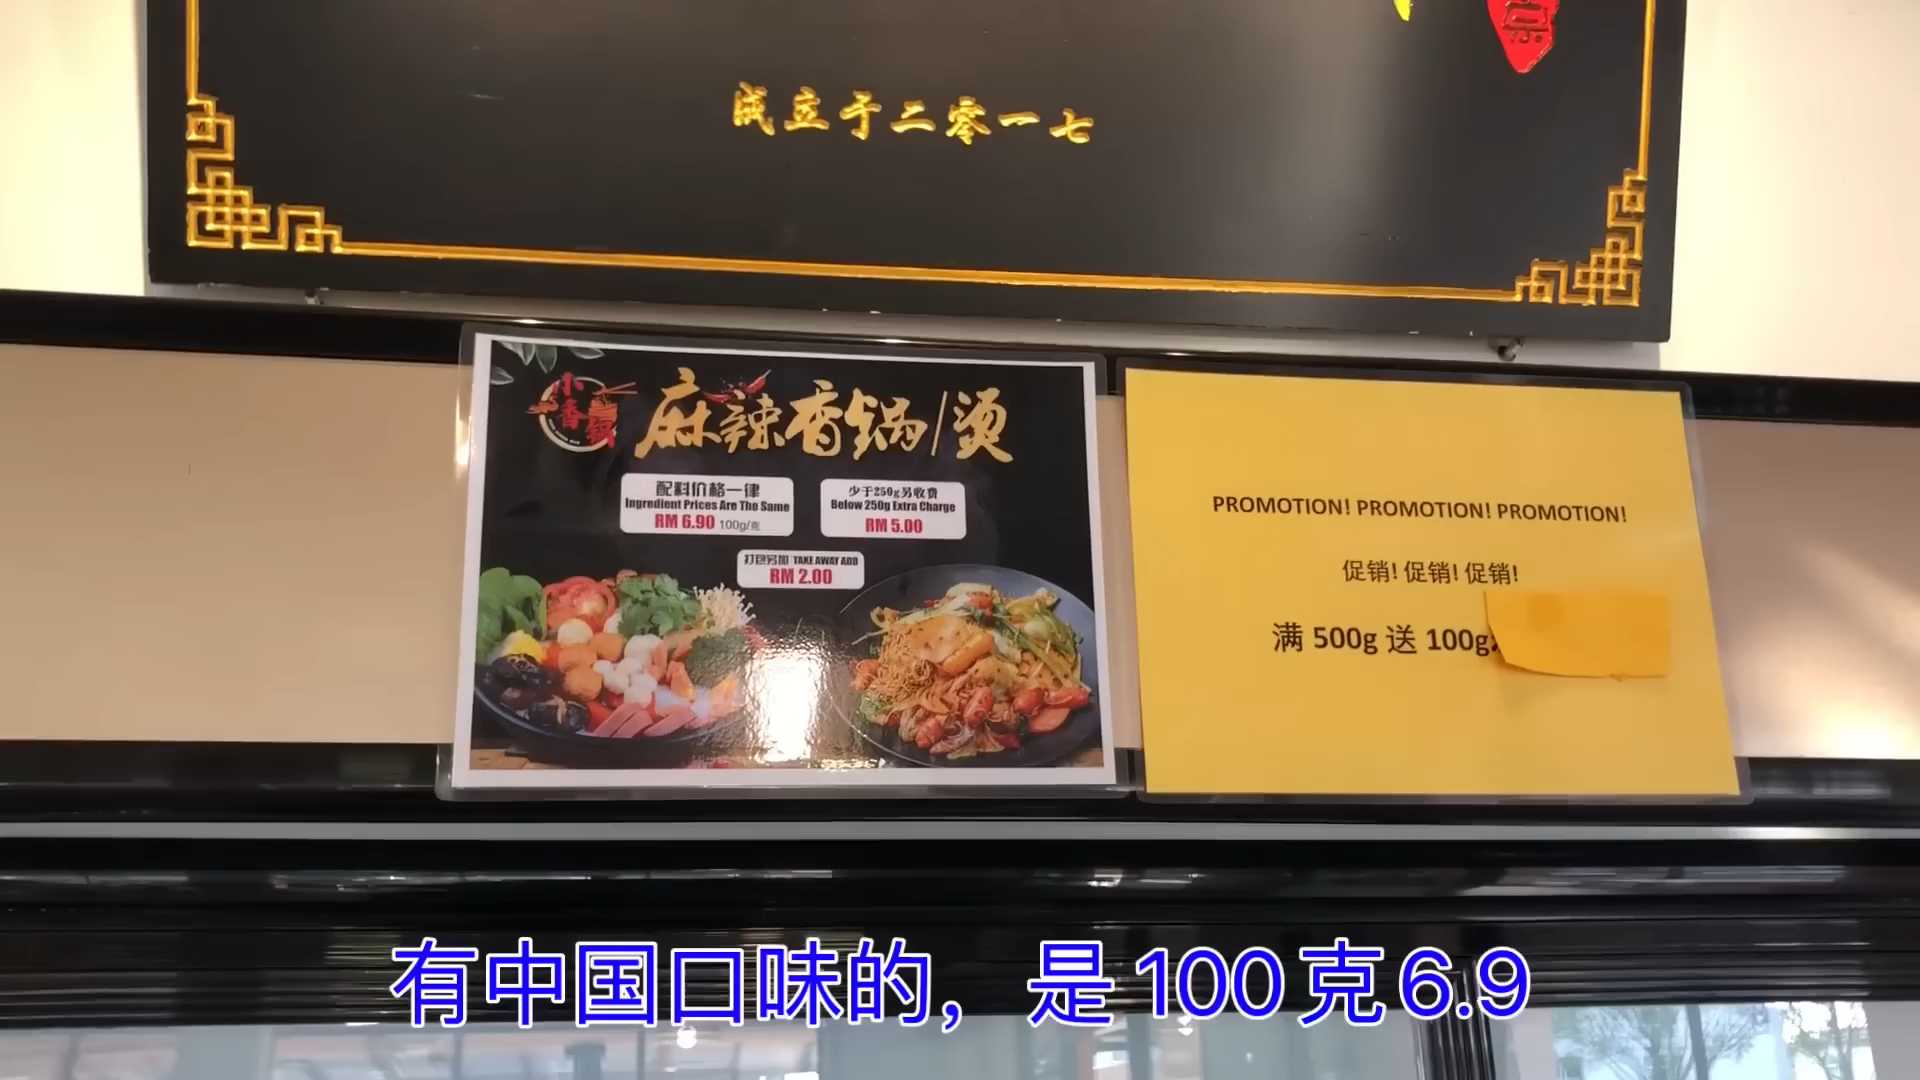 成立于二零一七
小香锅
麻辣香锅/烫
配料价格一律
Ingredient Prices Are The Same
RM 6.90 100g/克
少于250g另收费
Below 250g Extra Charge
RM 5.00
打包另加 TAKE AWAY ADD
RM 2.00
PROMOTION! PROMOTION! PROMOTION!
促销! 促销! 促销!
满 500g 送 100g
有中国口味的，是100克6.9